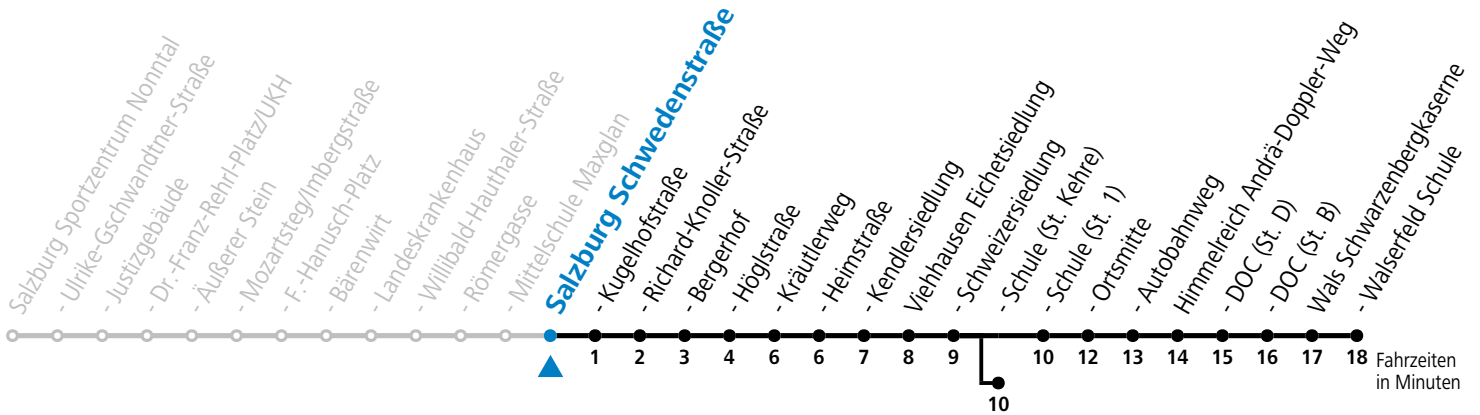 Salzburg Sportzentrum Nonntal
- Ulrike-Gschwandtner-Straße
- Justizgebäude
- Dr.-Franz-Rehrl-Platz/UKH
- Äußerer Stein
- Mozartsteg/Imbergstraße
- F.-Hanusch-Platz
- Bärenwirt
- Landeskrankenhaus
- Willibald-Hauthaler-Straße
- Römergasse
- Mittelschule Maxglan
Salzburg Schwedenstraße
- Kugelhofstraße
- Richard-Knoller-Straße
- Bergerhof
- Höglstraße
- Kräutlerweg
- Heimstraße
- Kendlersiedlung
Viehhausen Eichetsiedlung
- Schweizersiedlung
- Schule (St. Kehre)
- Schule (St. 1)
- Ortsmitte
- Autobahnweg
Himmelreich Andrä-Doppler-Weg
- DOC (St. D)
- DOC (St. B)
Wals Schwarzenbergkaserne
- Walserfeld Schule
1 2 3 4 6 6 7 8 9 10 12 13 14 15 16 17 18 Fahrzeiten
in Minuten
10